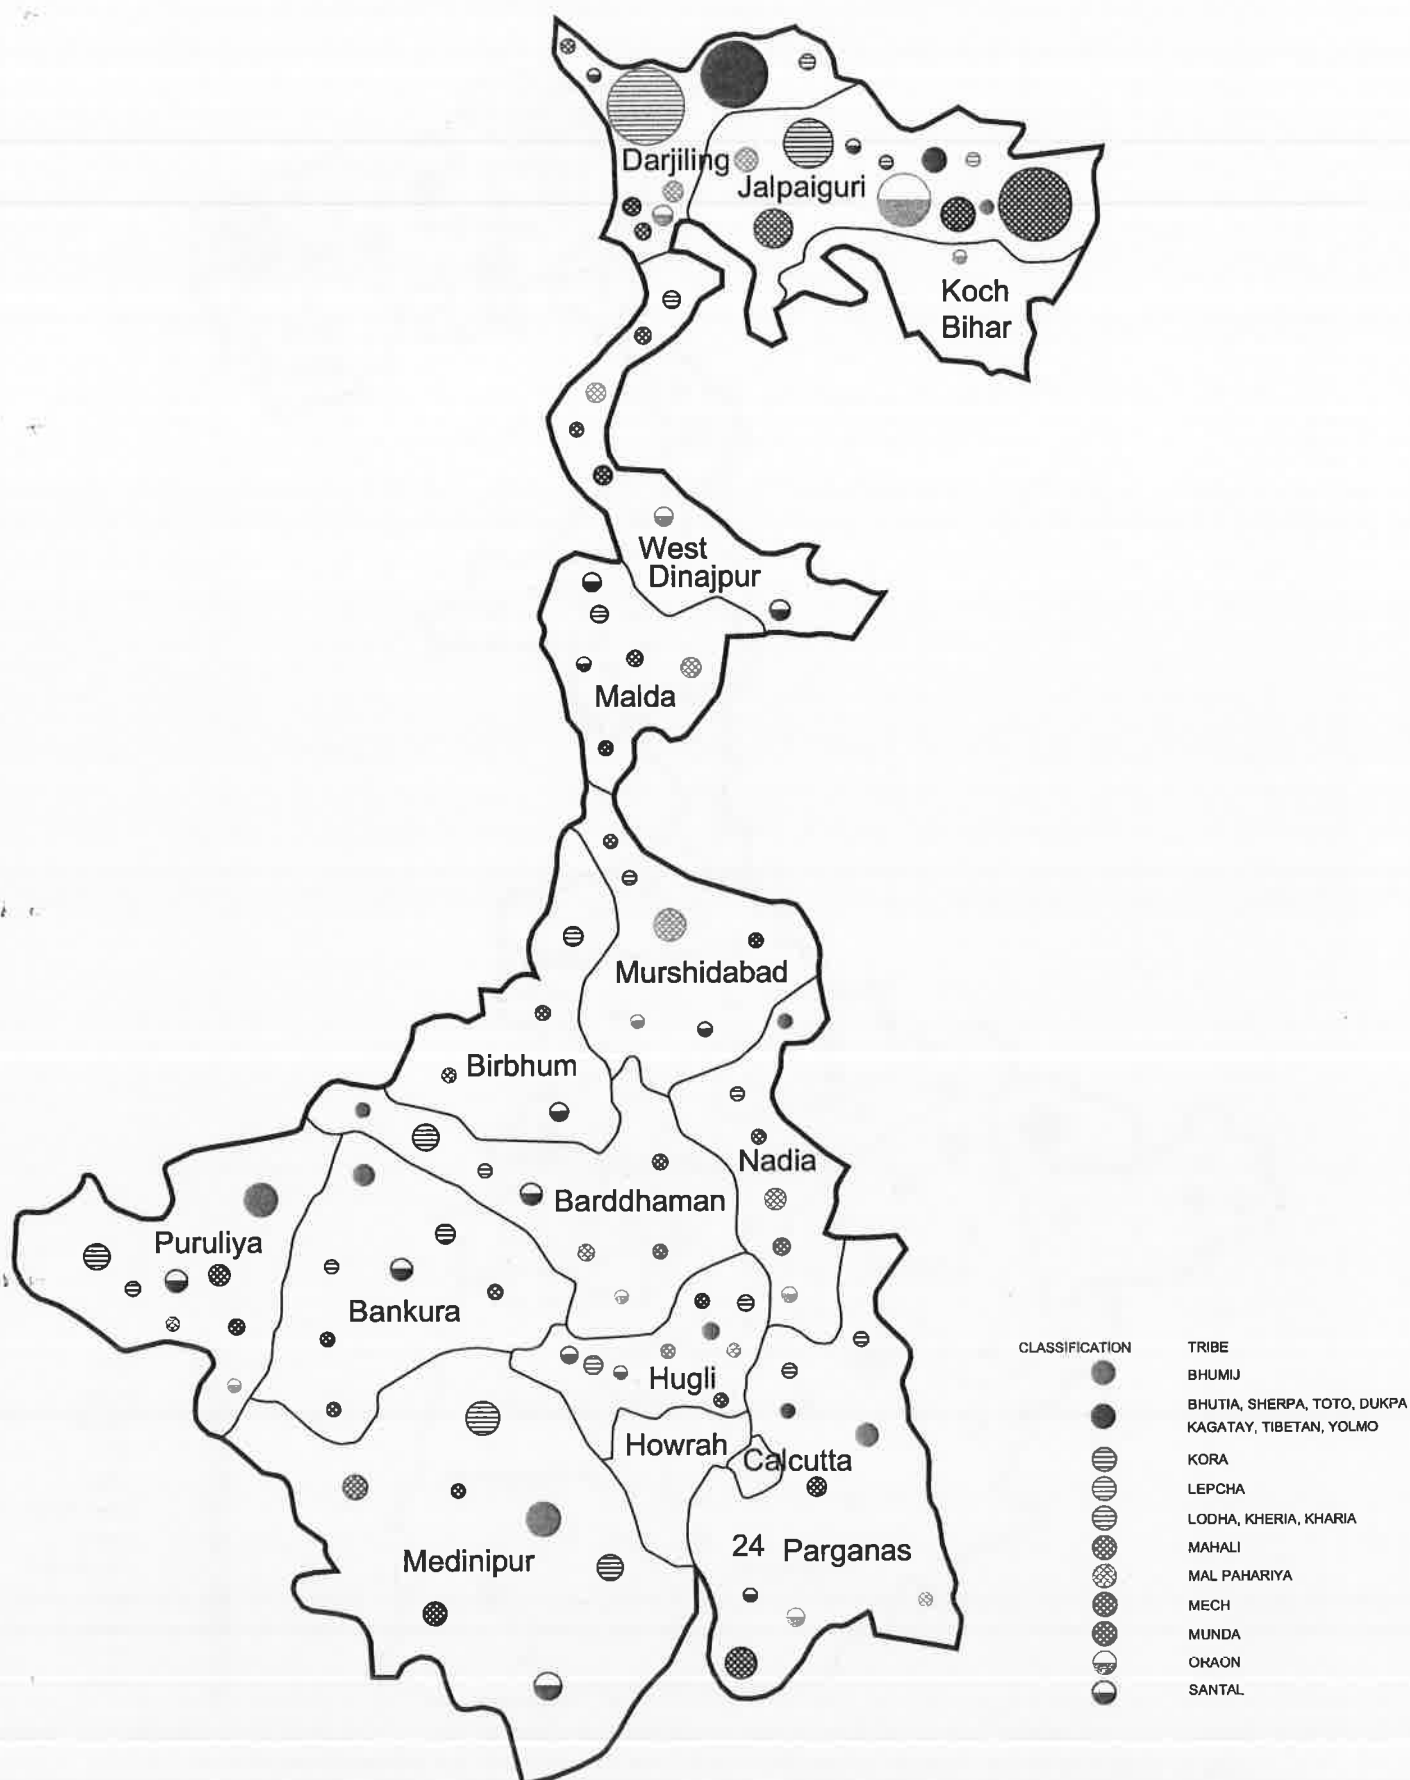 Darjiling
Jalpaiguri
Koch
Bihar
West
Dinajpur
Malda
Murshidabad
Birbhum
Nadia
Barddhaman
Puruliya
Bankura
Hugli
Howrah
Calcutta
24 Parganas
Medinipur
CLASSIFICATION TRIBE
BHUMIJ
BHUTIA, SHERPA, TOTO, DUKPA
KAGATAY, TIBETAN, YOLMO
KORA
LEPCHA
LODHA, KHERIA, KHARIA
MAHALI
MAL PAHARIYA
MECH
MUNDA
ORAON
SANTAL